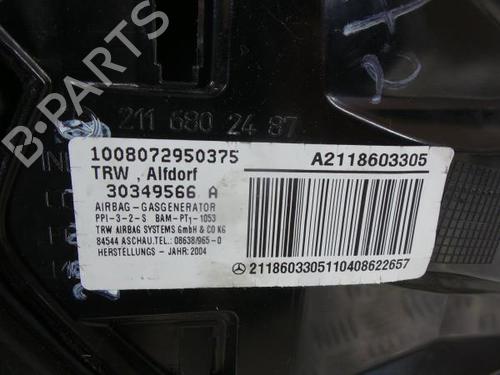 B-PARTS
211 680 24 87
1008072950375
A2118603305
TRW , Alfdorf
30349566 A
AIRBAG-GASGENERATOR
PPI-3-2-S BAM-PT1-1053
TRW AIRBAG SYSTEMS GmbH & CO KG
84544 ASCHAU.TEL.: 08638/965-0
HERSTELLUNGS - JAHR: 2004
2118603305110408622657